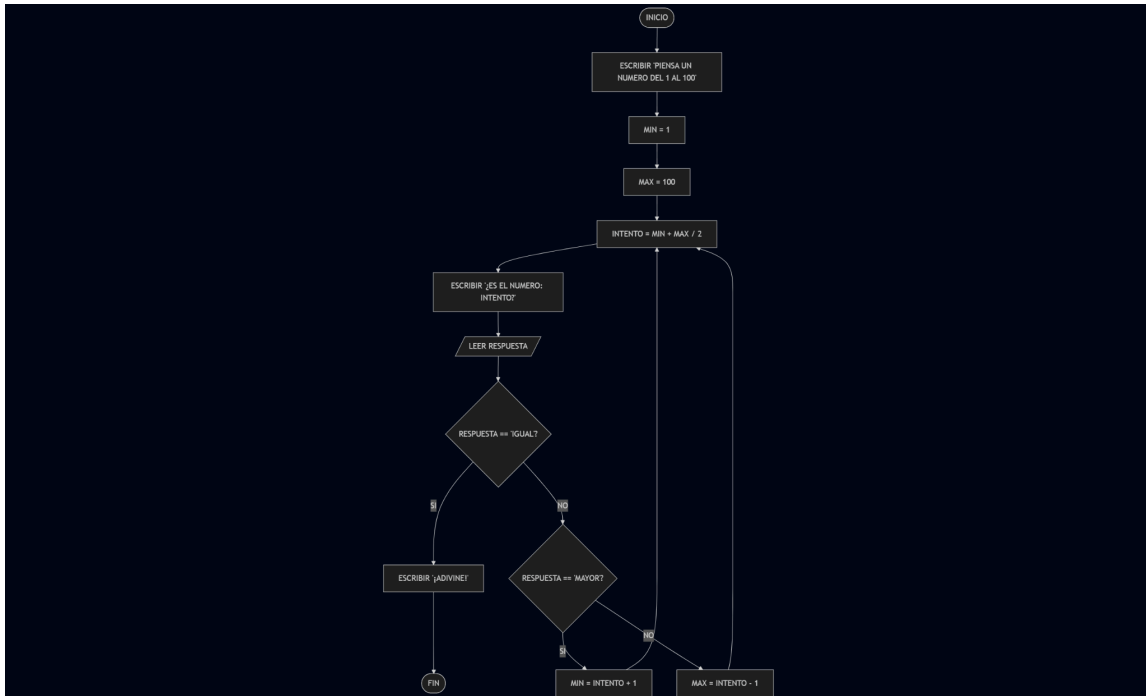 INICIO
ESCRIBIR 'PIENSA UN
NUMERO DEL 1 AL 100'
MIN = 1
MAX = 100
INTENTO = MIN + MAX / 2
ESCRIBIR '¿ES EL NUMERO:
INTENTO?'
LEER RESPUESTA
RESPUESTA == 'IGUAL'?
SI
NO
ESCRIBIR '¡ADIVINE!'
RESPUESTA == 'MAYOR'?
SI
NO
FIN
MIN = INTENTO + 1
MAX = INTENTO - 1